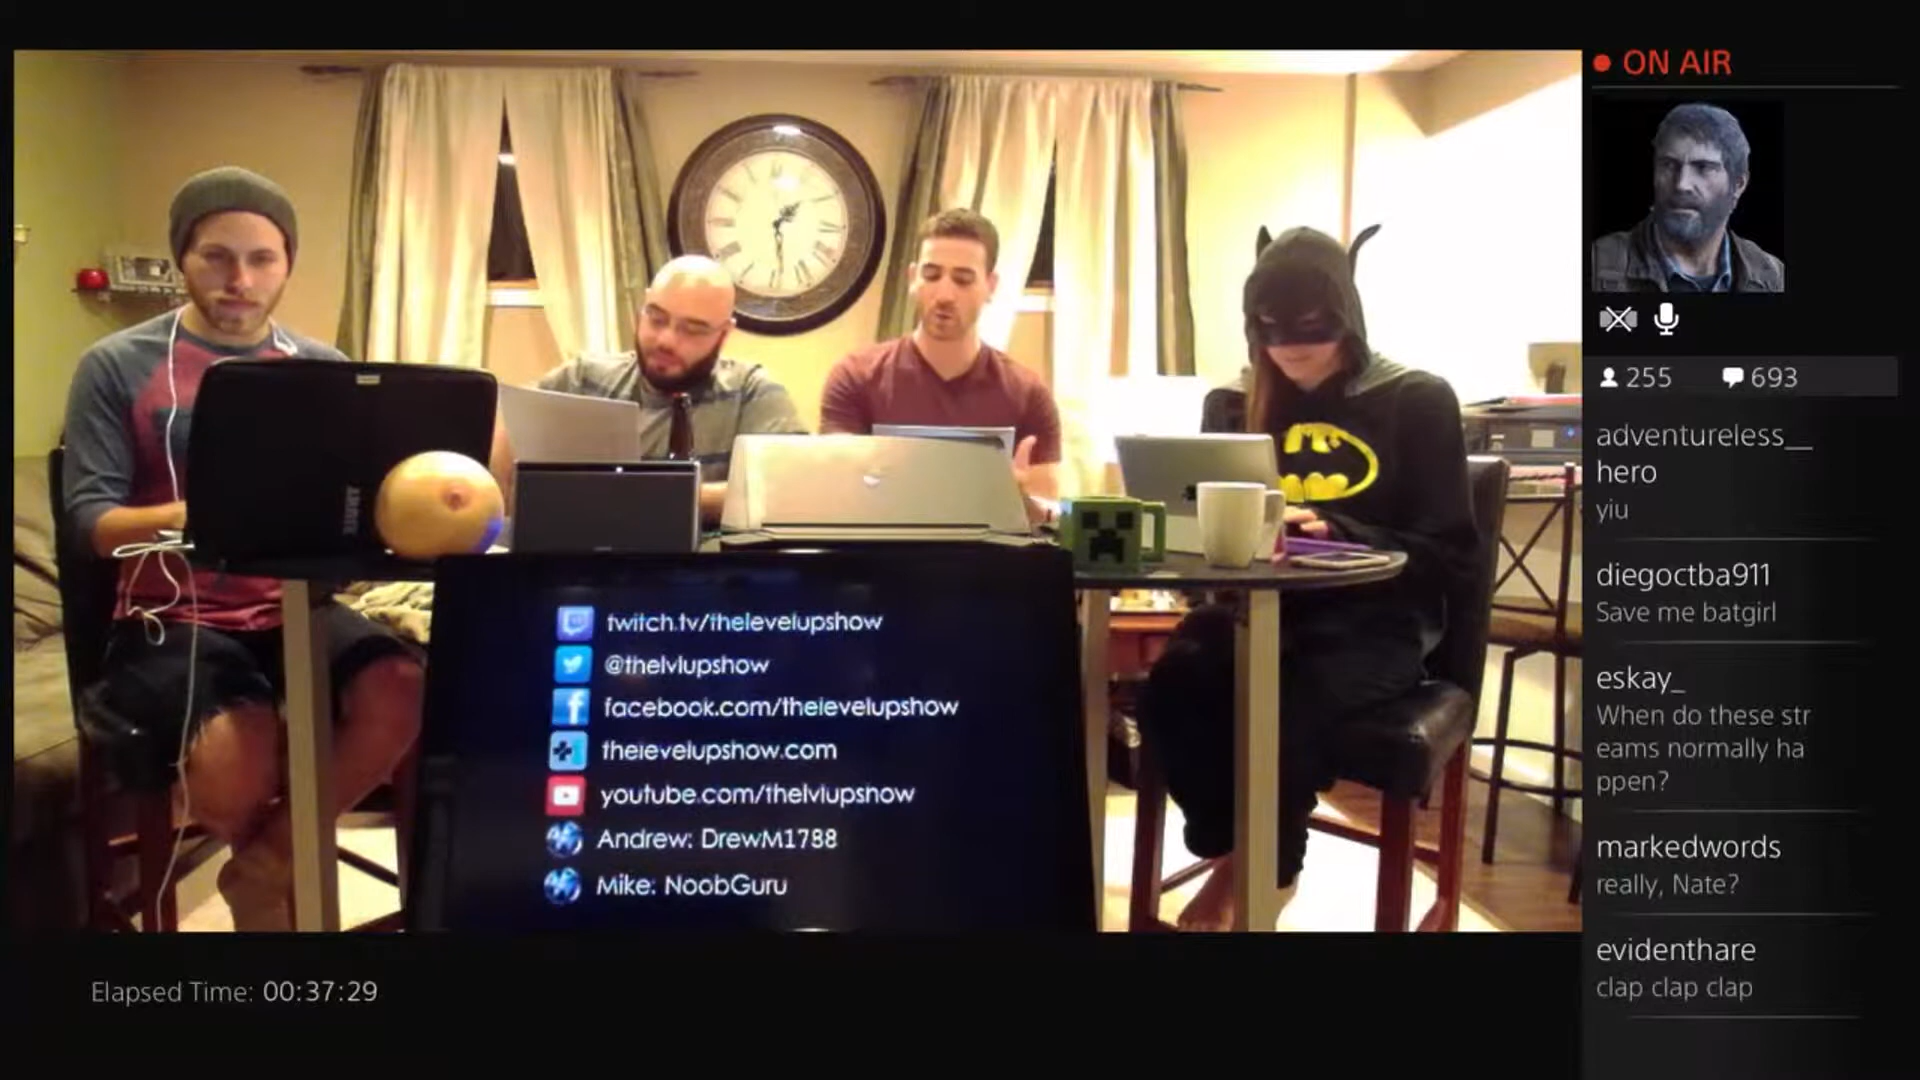 ON AIR
255
693
adventureless__
hero
yiu
diegoctba911
Save me batgirl
eskay_
When do these str
eams normally ha
ppen?
markedwords
really, Nate?
evidenthare
clap clap clap
twitch.tv/thelevelupshow
@thelvlupshow
facebook.com/thelevelupshow
thelevelupshow.com
youtube.com/thelvlupshow
Andrew: DrewM1788
Mike: NoobGuru
Elapsed Time: 00:37:29